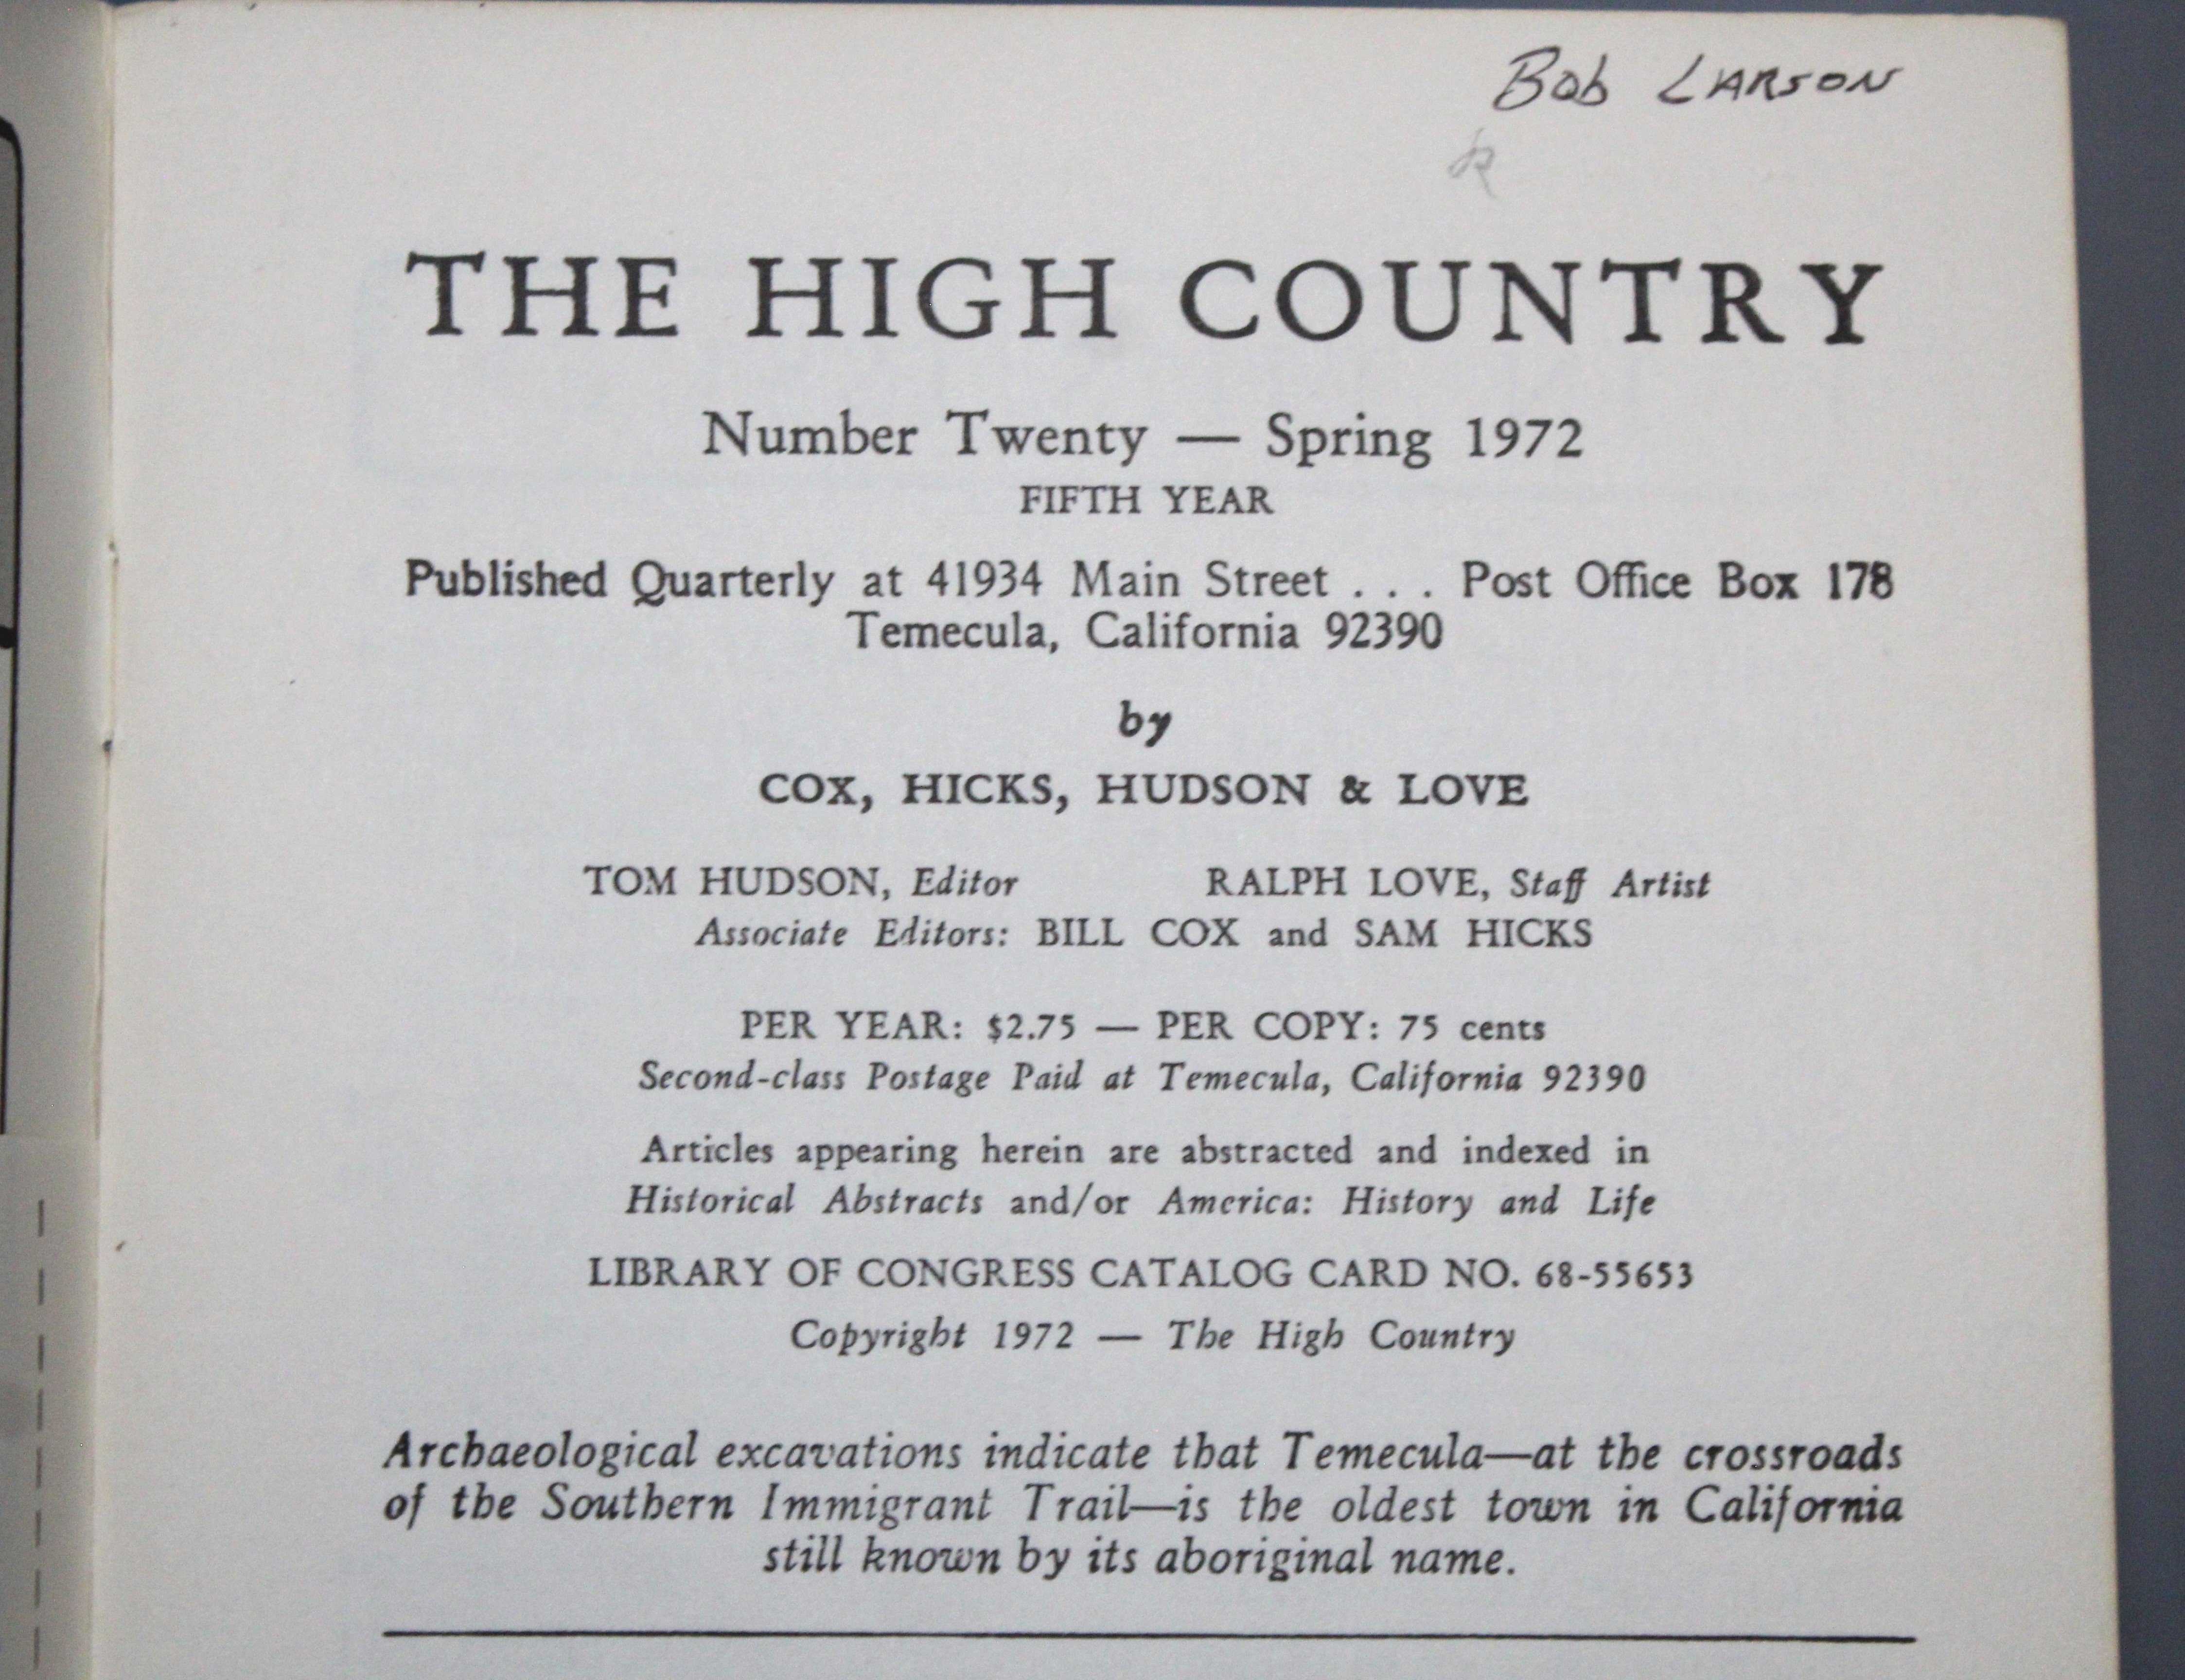 Bob LARSON
THE HIGH COUNTRY
Number Twenty — Spring 1972
FIFTH YEAR
Published Quarterly at 41934 Main Street . . . Post Office Box 178
Temecula, California 92390
by
COX, HICKS, HUDSON & LOVE
TOM HUDSON, Editor RALPH LOVE, Staff Artist
Associate Editors: BILL COX and SAM HICKS
PER YEAR: $2.75 — PER COPY: 75 cents
Second-class Postage Paid at Temecula, California 92390
Articles appearing herein are abstracted and indexed in
Historical Abstracts and/or America: History and Life
LIBRARY OF CONGRESS CATALOG CARD NO. 68-55653
Copyright 1972 — The High Country
Archaeological excavations indicate that Temecula—at the crossroads
of the Southern Immigrant Trail—is the oldest town in California
still known by its aboriginal name.